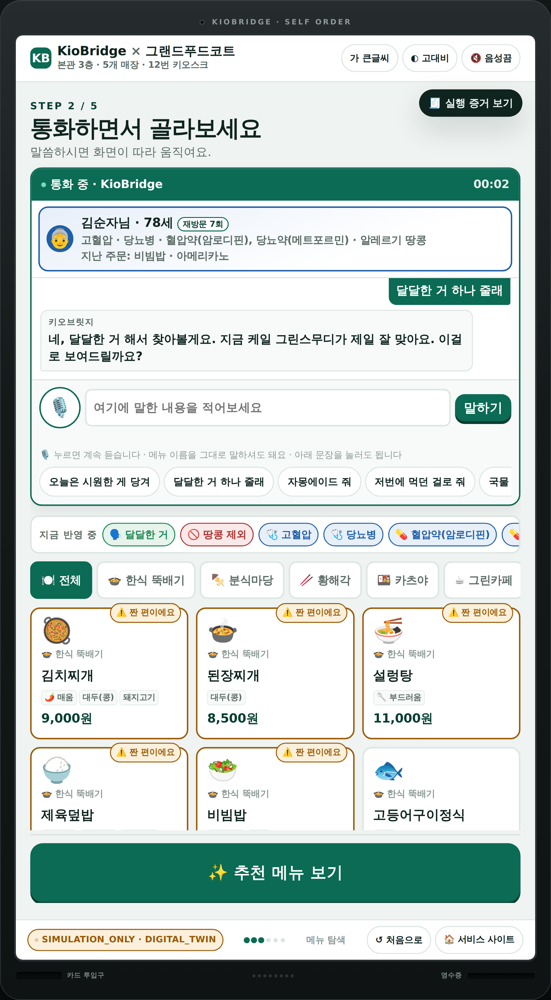 KIOBRIDGE · SELF ORDER
KB
KioBridge × 그랜드푸드코트
본관 3층 · 5개 매장 · 12번 키오스크
가 큰글씨
고대비
음성끔
STEP 2 / 5
실행 증거 보기
통화하면서 골라보세요
말씀하시면 화면이 따라 움직여요.
통화 중 · KioBridge
00:02
김순자님 · 78세 재방문 7회
고혈압 · 당뇨병 · 혈압약(암로디핀), 당뇨약(메트포르민) · 알레르기 땅콩
지난 주문: 비빔밥 · 아메리카노
달달한 거 하나 줄래
키오브릿지
네, 달달한 거 해서 찾아볼게요. 지금 케일 그린스무디가 제일 잘 맞아요. 이걸
로 보여드릴까요?
여기에 말한 내용을 적어보세요
말하기
누르면 계속 듣습니다 · 메뉴 이름을 그대로 말하셔도 돼요 · 아래 문장을 눌러도 됩니다
오늘은 시원한 게 당겨
달달한 거 하나 줄래
자몽에이드 줘
저번에 먹던 걸로 줘
국물
지금 반영 중
달달한 거
땅콩 제외
고혈압
당뇨병
혈압약(암로디핀)
전체
한식 뚝배기
분식마당
황해각
카츠야
그린카페
짠 편이에요
짠 편이에요
짠 편이에요
한식 뚝배기
한식 뚝배기
한식 뚝배기
김치찌개
된장찌개
설렁탕
매움 대두(콩) 돼지고기
대두(콩)
부드러움
9,000원
8,500원
11,000원
짠 편이에요
짠 편이에요
한식 뚝배기
한식 뚝배기
한식 뚝배기
제육덮밥
비빔밥
고등어구이정식
추천 메뉴 보기
SIMULATION_ONLY · DIGITAL_TWIN
메뉴 탐색
처음으로
서비스 사이트
카드 투입구
영수증